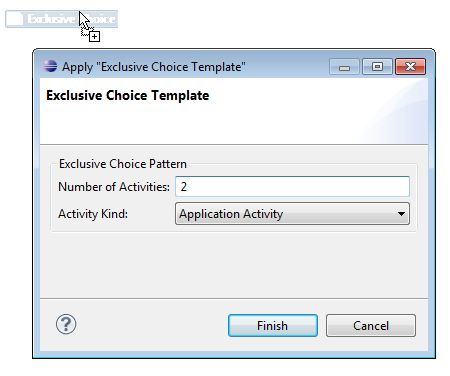 Exclusive Choice
Apply "Exclusive Choice Template"
Exclusive Choice Template
Exclusive Choice Pattern
Number of Activities: 2
Activity Kind: Application Activity
?
Finish Cancel